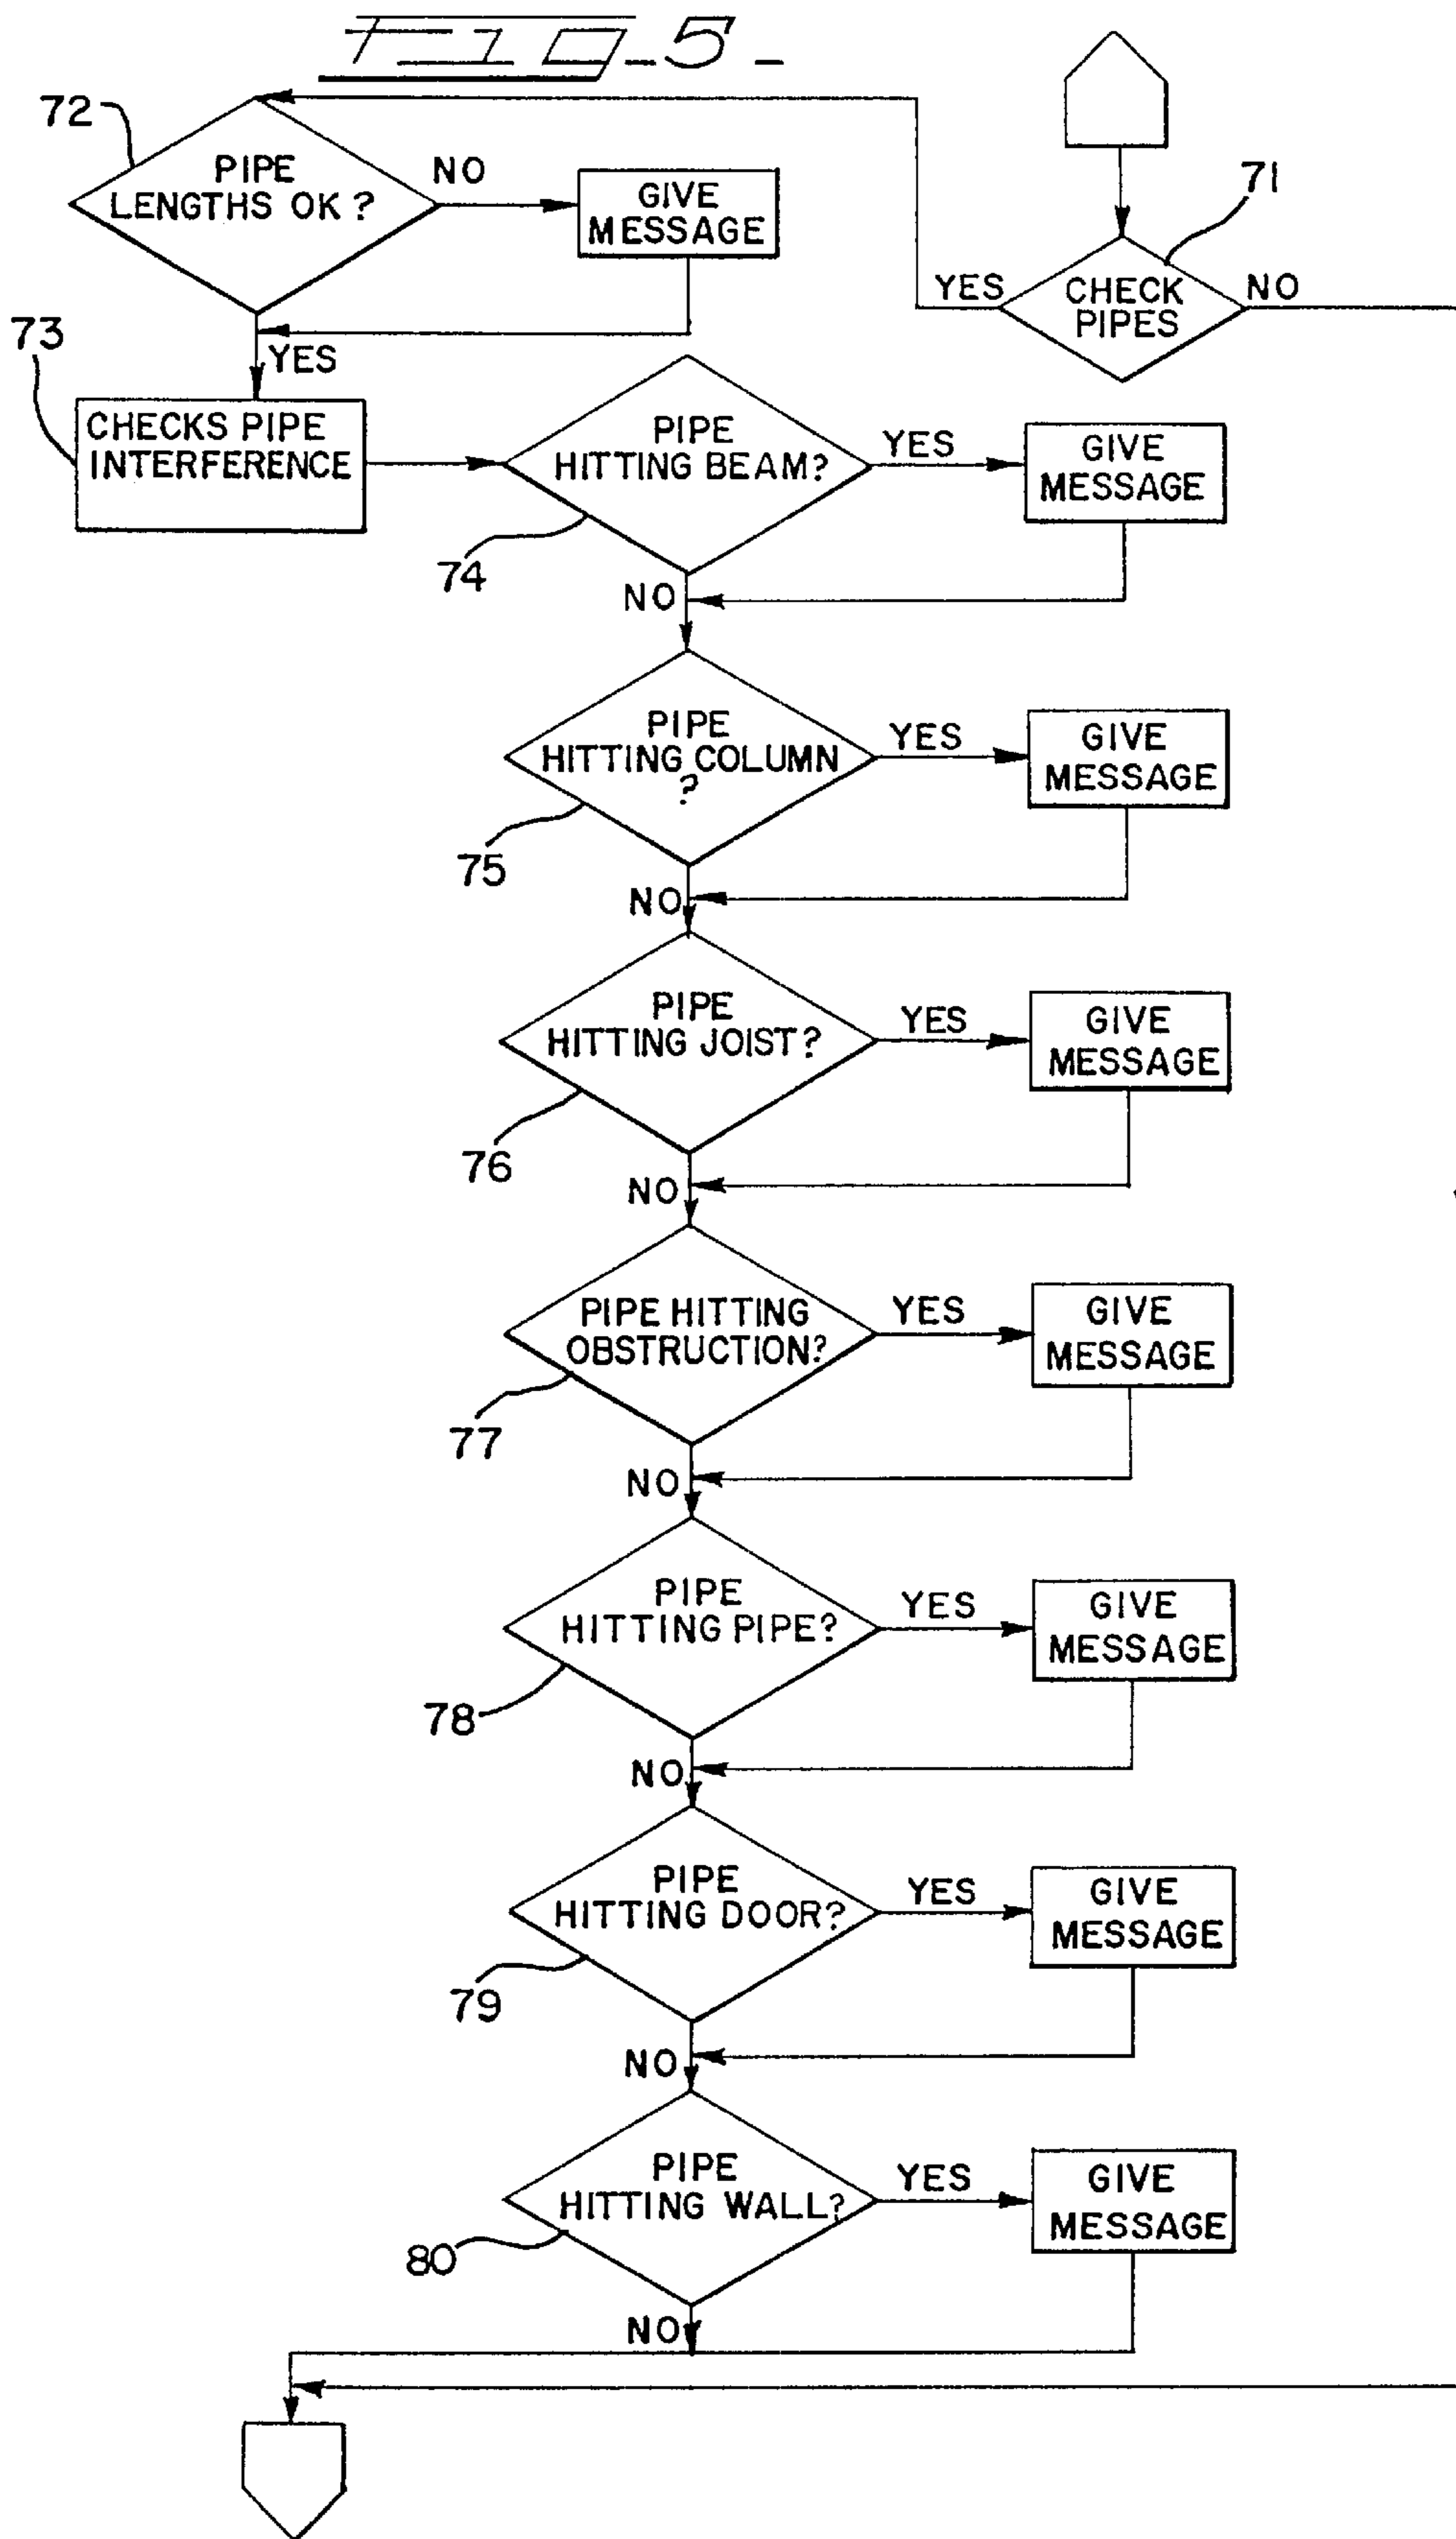 FIG_5_
72
PIPE
LENGTHS OK?
NO
GIVE
MESSAGE
71
CHECK
PIPES
YES
NO
73
YES
CHECKS PIPE
INTERFERENCE
PIPE
HITTING BEAM?
YES
GIVE
MESSAGE
74
NO
PIPE
HITTING COLUMN
?
YES
GIVE
MESSAGE
75
NO
PIPE
HITTING JOIST?
YES
GIVE
MESSAGE
76
NO
PIPE HITTING
OBSTRUCTION?
YES
GIVE
MESSAGE
77
NO
PIPE
HITTING PIPE?
YES
GIVE
MESSAGE
78
NO
PIPE
HITTING DOOR?
YES
GIVE
MESSAGE
79
NO
PIPE
HITTING WALL?
YES
GIVE
MESSAGE
80
NO